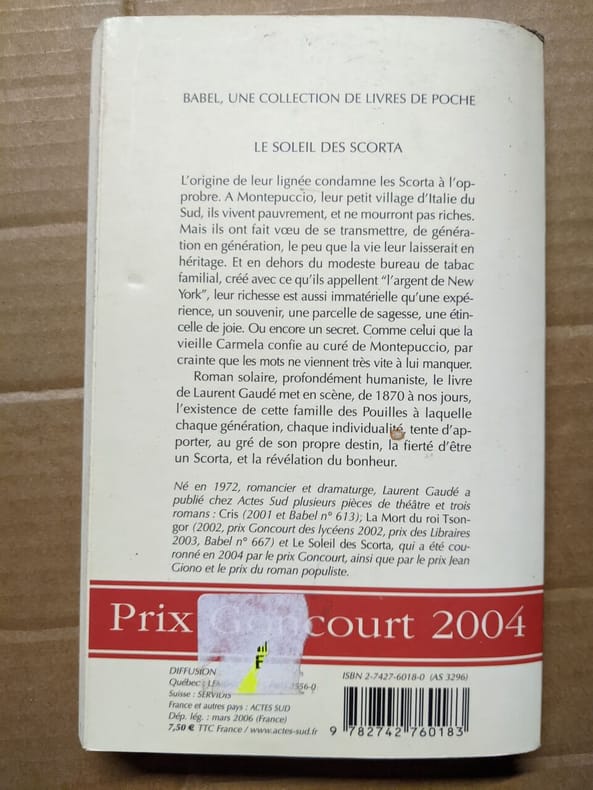 BABEL, UNE COLLECTION DE LIVRES DE POCHE
LE SOLEIL DES SCORTA
L'origine de leur lignée condamne les Scorta à l'op-
probre. A Montepuccio, leur petit village d'Italie du
Sud, ils vivent pauvrement, et ne mourront pas riches.
Mais ils ont fait vœu de se transmettre, de généra-
tion en génération, le peu que la vie leur laisserait en
héritage. Et en dehors du modeste bureau de tabac
familial, créé avec ce qu'ils appellent “l'argent de New
York”, leur richesse est aussi immatérielle qu'une expé-
rience, un souvenir, une parcelle de sagesse, une étin-
celle de joie. Ou encore un secret. Comme celui que la
vieille Carmela confie au curé de Montepuccio, par
crainte que les mots ne viennent très vite à lui manquer.
Roman solaire, profondément humaniste, le livre
de Laurent Gaudé met en scène, de 1870 à nos jours,
l'existence de cette famille des Pouilles à laquelle
chaque génération, chaque individualité, tente d'ap-
porter, au gré de son propre destin, la fierté d'être
un Scorta, et la révélation du bonheur.
Né en 1972, romancier et dramaturge, Laurent Gaudé a
publié chez Actes Sud plusieurs pièces de théâtre et trois
romans : Cris (2001 et Babel n° 613); La Mort du roi Tson-
gor (2002, prix Goncourt des lycéens 2002, prix des Libraires
2003, Babel n° 667) et Le Soleil des Scorta, qui a été cou-
ronné en 2004 par le prix Goncourt, ainsi que par le prix Jean
Giono et le prix du roman populiste.
Prix Goncourt 2004
F
DIFFUSION
Québec :
Suisse : SERVIDIS
France et autres pays : ACTES SUD
Dép. lég. : mars 2006 (France)
7,50 € TTC France / www.actes-sud.fr
ISBN 2-7427-6018-0 (AS 3296)
9 782742 760183